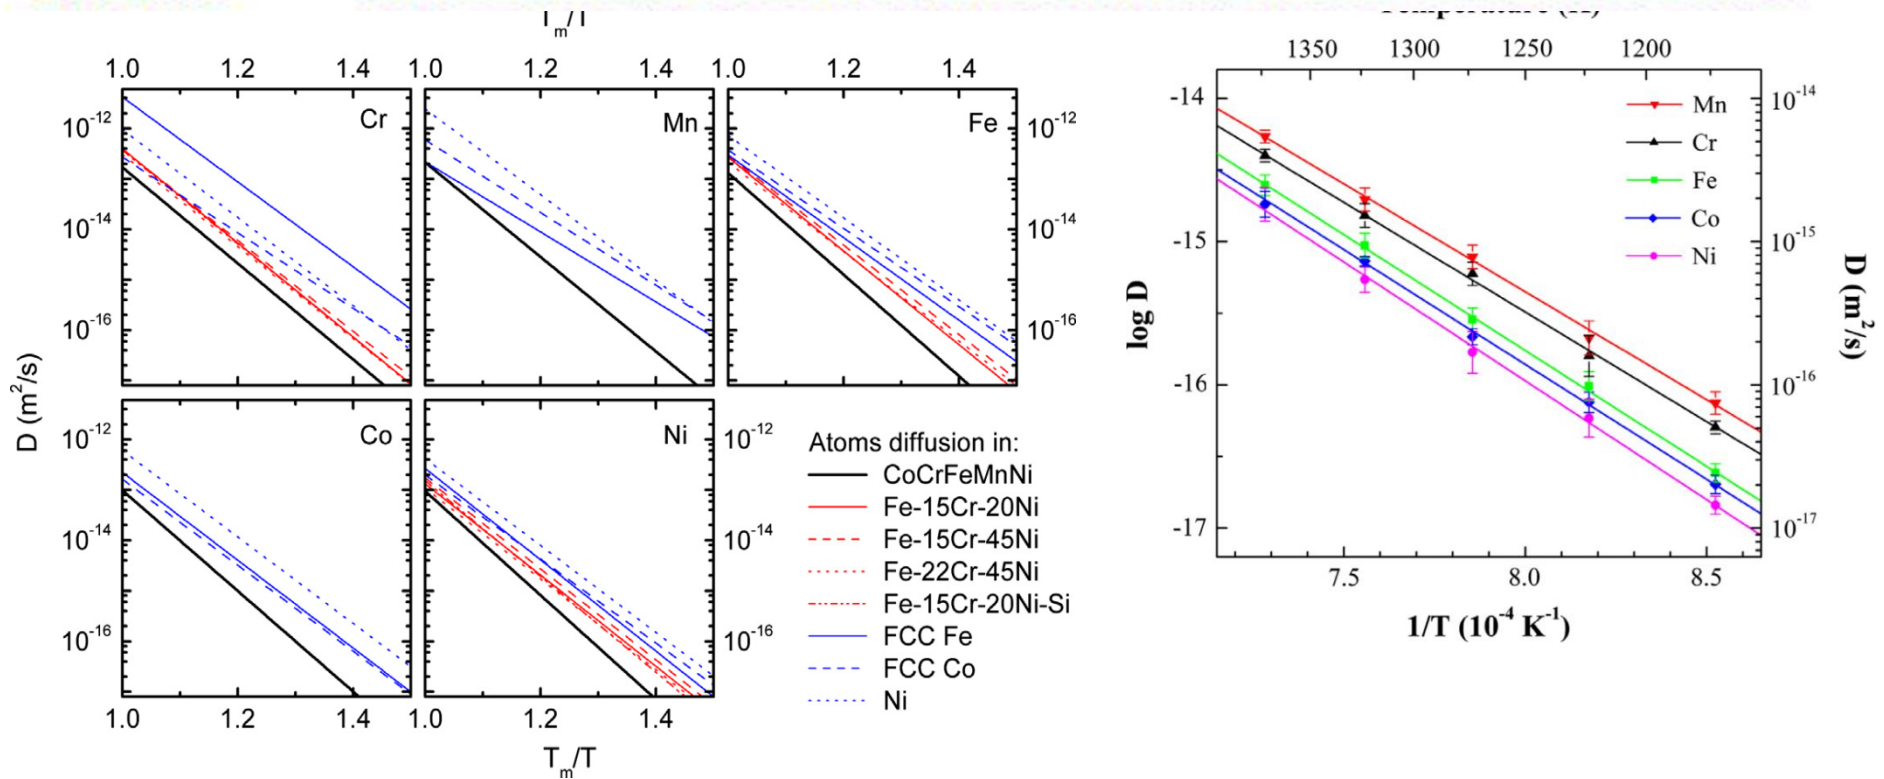 T_m/T
1.0 1.2 1.4 1.0 1.2 1.4 1.0 1.2 1.4
Cr
Mn
Fe
10^-12
10^-14
10^-16
10^-12
10^-14
10^-16
D (m^2/s)
Co
Ni
10^-12
10^-14
10^-16
10^-12
10^-14
10^-16
1.0 1.2 1.4 1.0 1.2 1.4
T_m/T
Atoms diffusion in:
CoCrFeMnNi
Fe-15Cr-20Ni
Fe-15Cr-45Ni
Fe-22Cr-45Ni
Fe-15Cr-20Ni-Si
FCC Fe
FCC Co
Ni
Temperature (K)
1350 1300 1250 1200
-14
-15
-16
-17
log D
Mn
Cr
Fe
Co
Ni
10^-14
10^-15
10^-16
10^-17
D (m^2/s)
7.5 8.0 8.5
1/T (10^-4 K^-1)